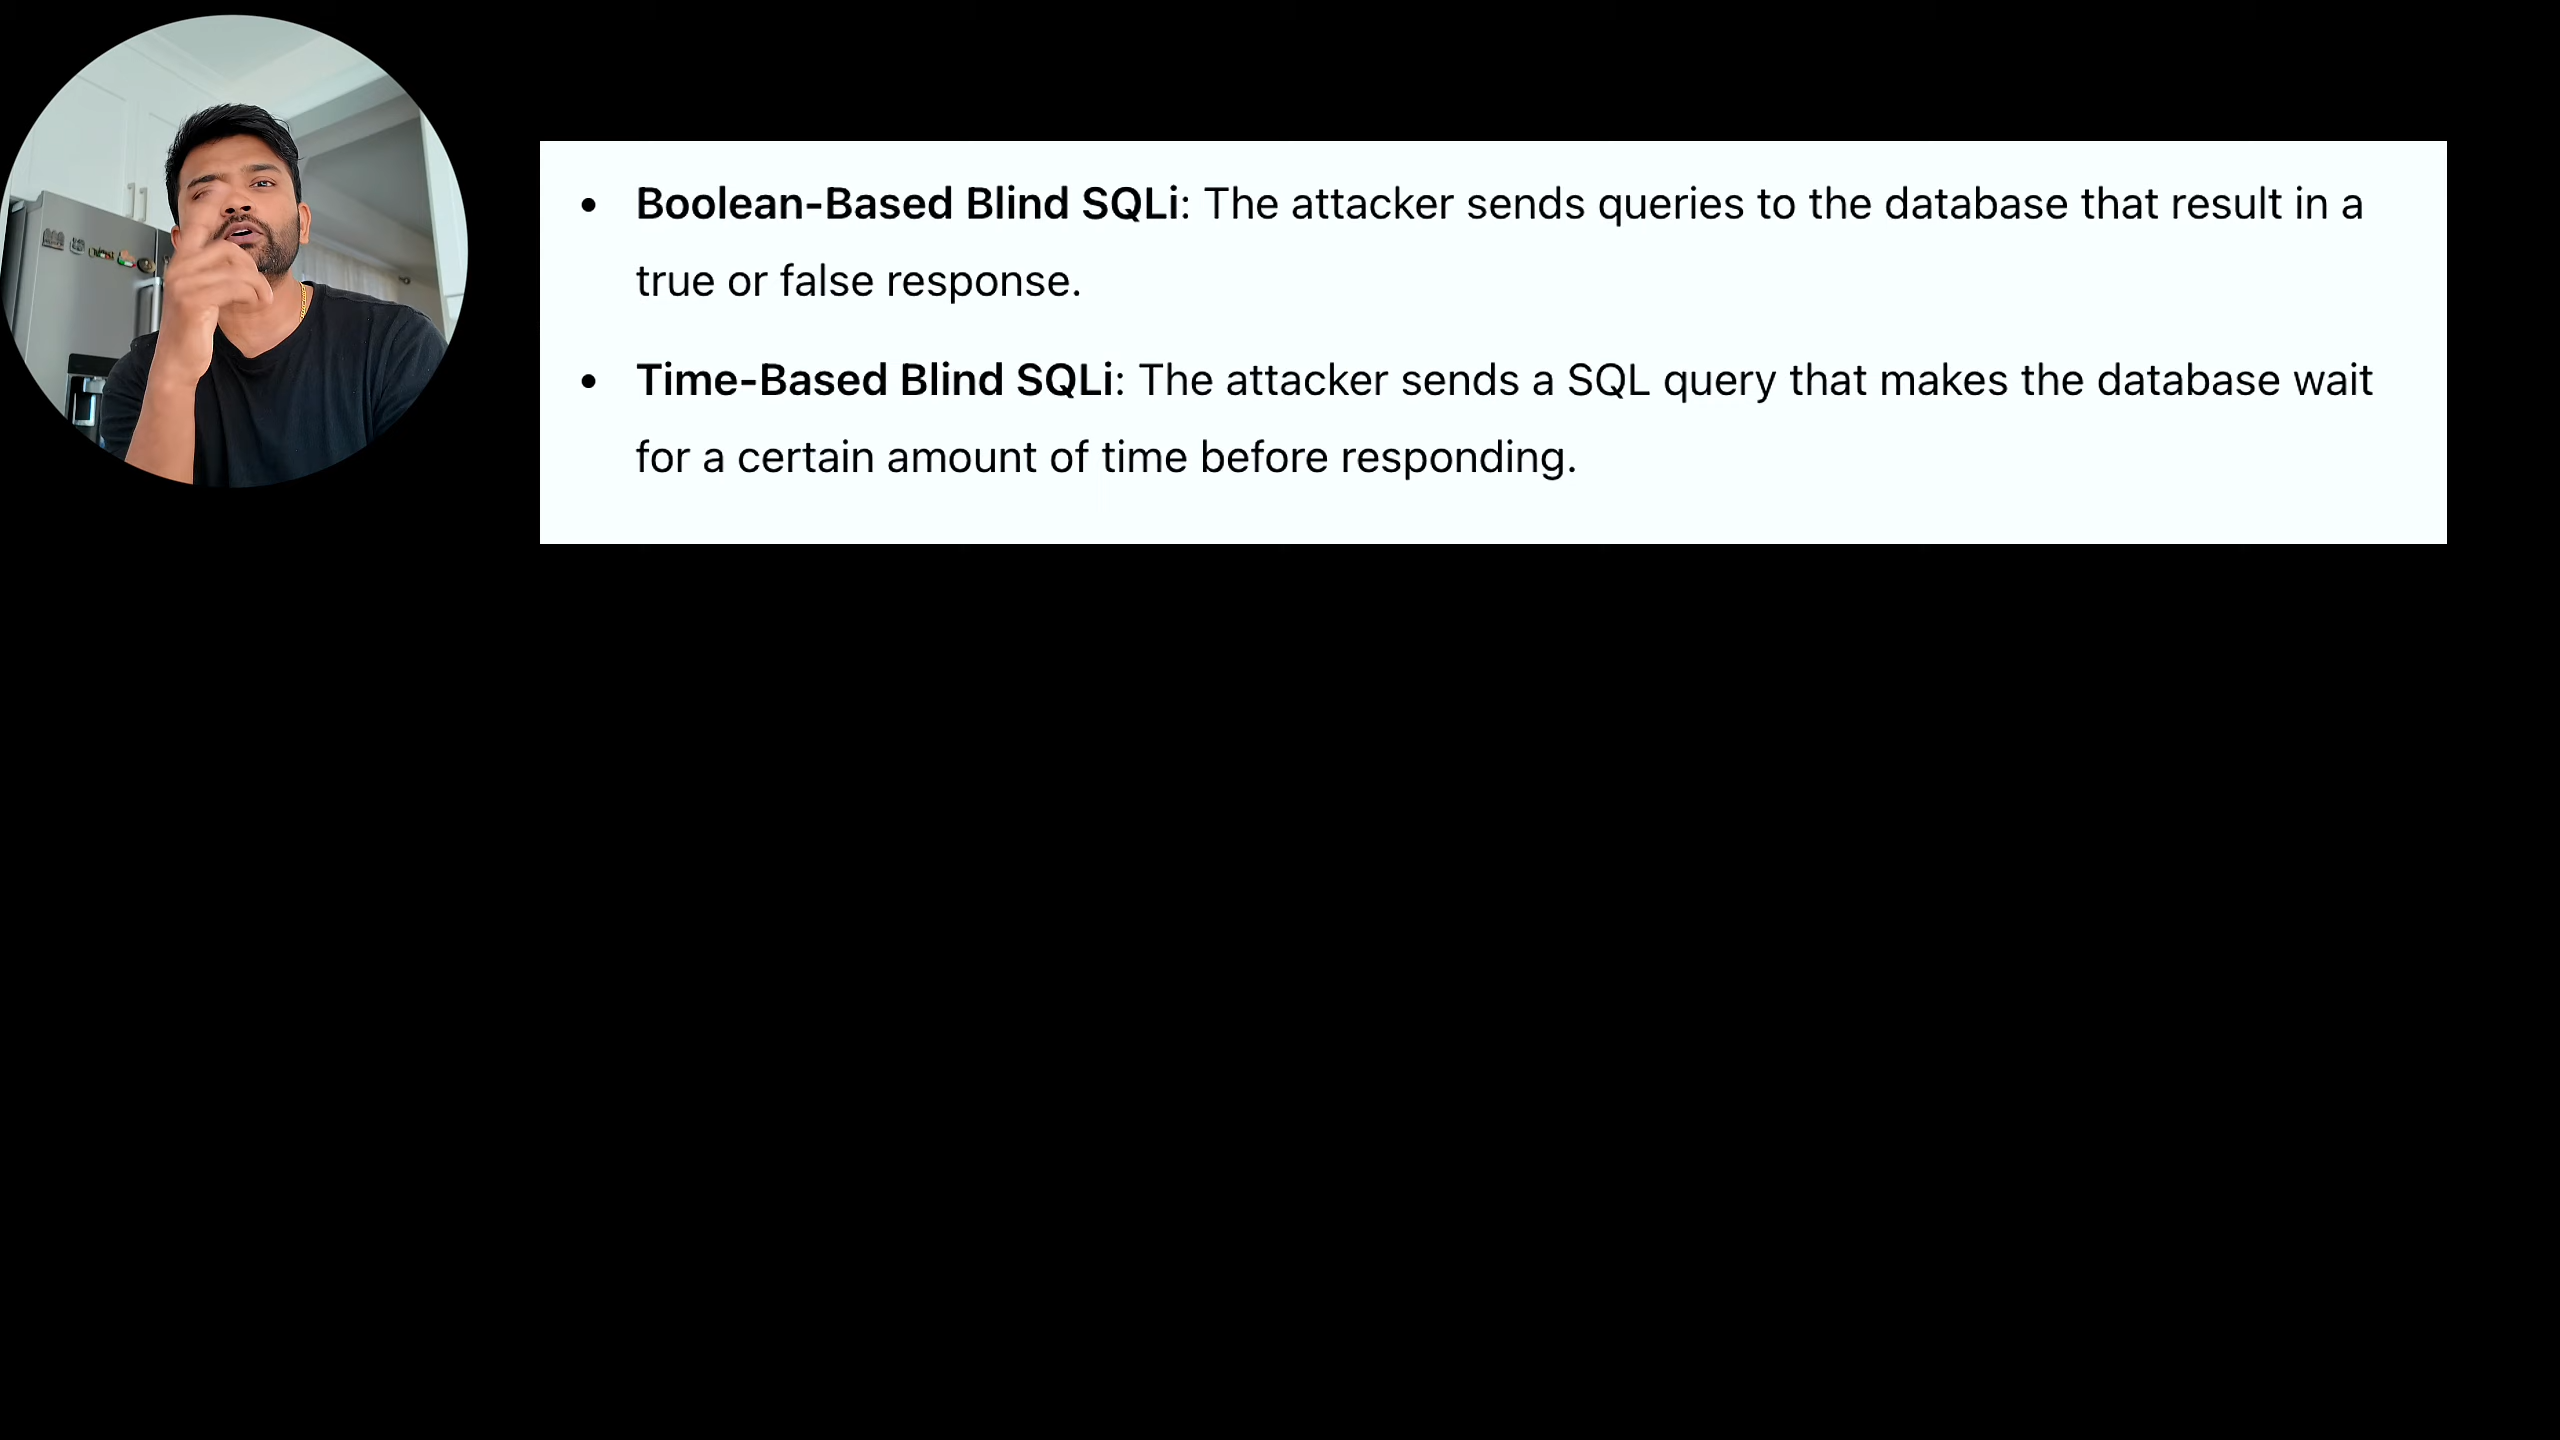 • Boolean-Based Blind SQLi: The attacker sends queries to the database that result in a
true or false response.
• Time-Based Blind SQLi: The attacker sends a SQL query that makes the database wait
for a certain amount of time before responding.